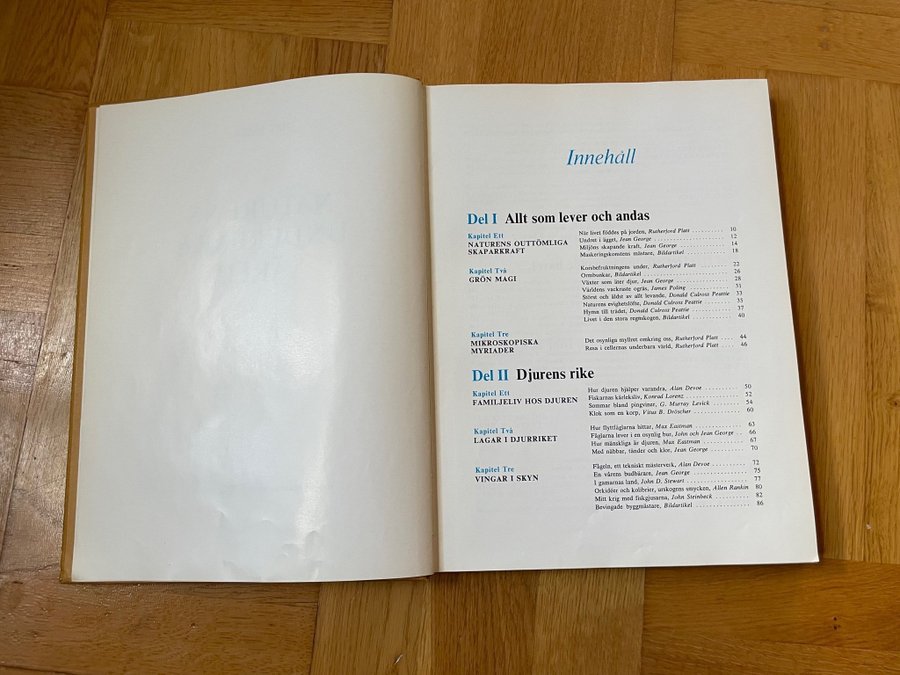 Innehåll
Del I Allt som lever och andas
Kapitel Ett
NATURENS OUTTÖMLIGA
SKAPARKRAFT
När livet föddes på jorden, Rutherford Platt .......... 10
Undret i ägget, Jean George .......... 12
Miljöns skapande kraft, Jean George .......... 14
Maskeringskonstens mästare, Bildartikel .......... 18
Kapitel Två
GRÖN MAGI
Korsbefruktningens under, Rutherford Platt .......... 22
Ormbunkar, Bildartikel .......... 26
Växter som äter djur, Jean George .......... 28
Världens vackraste ogräs, James Poling .......... 31
Störst och äldst av allt levande, Donald Culross Peattie 33
Naturens evighetslöfte, Donald Culross Peattie .......... 35
Hymn till trädet, Donald Culross Peattie .......... 37
Livet i den stora regnskogen, Bildartikel .......... 40
Kapitel Tre
MIKROSKOPISKA
MYRIADER
Det osynliga myllret omkring oss, Rutherford Platt .... 44
Resa i cellernas underbara värld, Rutherford Platt .... 46
Del II Djurens rike
Kapitel Ett
FAMILJELIV HOS DJUREN
Hur djuren hjälper varandra, Alan Devoe .......... 50
Fiskarnas kärleksliv, Konrad Lorenz .......... 52
Sommar bland pingviner, G. Murray Levick .......... 54
Klok som en korp, Vitus B. Dröscher .......... 60
Kapitel Två
LAGAR I DJURRIKET
Hur flyttfåglarna hittar, Max Eastman .......... 63
Fåglarna lever i en osynlig bur, John och Jean George .. 66
Hur mänskliga är djuren, Max Eastman .......... 67
Med näbbar, tänder och klor, Jean George .......... 70
Kapitel Tre
VINGAR I SKYN
Fågeln, ett tekniskt mästerverk, Alan Devoe .......... 72
En vårens budbärare, Jean George .......... 75
I gamarnas land, John D. Stewart .......... 77
Orkidéer och kolibrier, urskogens smycken, Allen Rankin 80
Mitt krig med fiskgjusarna, John Steinbeck .......... 82
Bevingade byggmästare, Bildartikel .......... 86